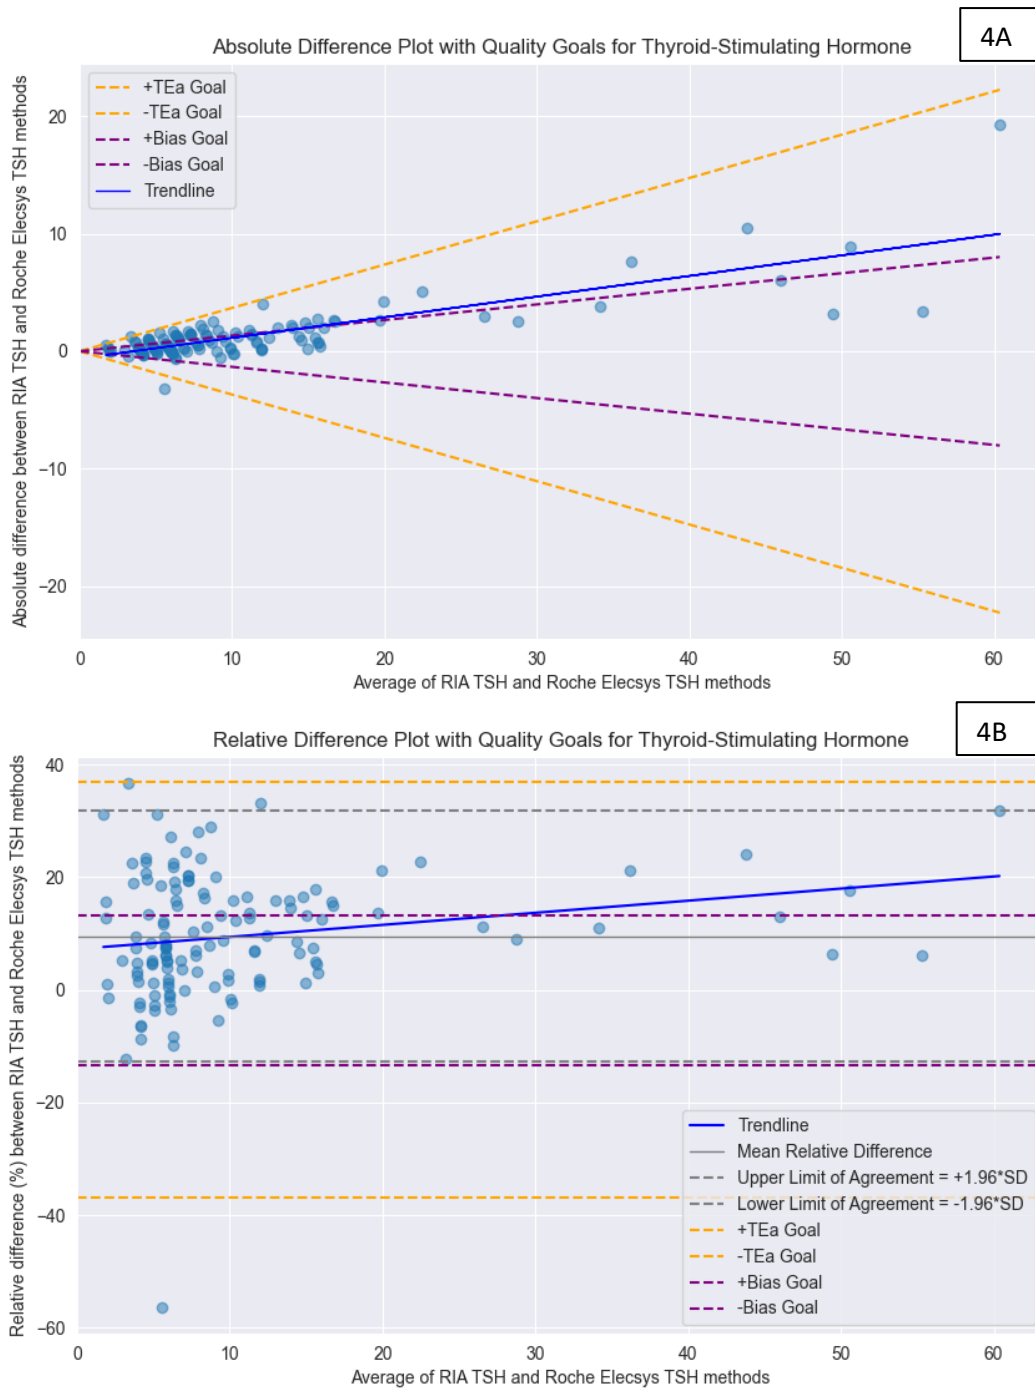 4A
Absolute Difference Plot with Quality Goals for Thyroid-Stimulating Hormone
Absolute difference between RIA TSH and Roche Elecsys TSH methods
+TEa Goal
-TEa Goal
+Bias Goal
-Bias Goal
Trendline
20
10
0
−10
−20
0 10 20 30 40 50 60
Average of RIA TSH and Roche Elecsys TSH methods
4B
Relative Difference Plot with Quality Goals for Thyroid-Stimulating Hormone
Relative difference (%) between RIA TSH and Roche Elecsys TSH methods
40
20
0
−20
−40
−60
Trendline
Mean Relative Difference
Upper Limit of Agreement = +1.96*SD
Lower Limit of Agreement = -1.96*SD
+TEa Goal
-TEa Goal
+Bias Goal
-Bias Goal
0 10 20 30 40 50 60
Average of RIA TSH and Roche Elecsys TSH methods